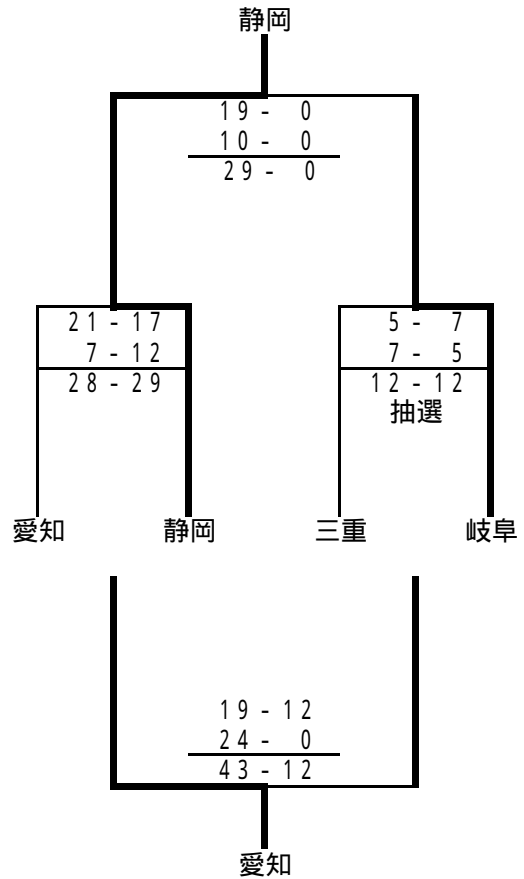 静岡
19- 0
10- 0
29- 0
21-17
7-12
28-29
5- 7
7- 5
12-12
抽選
愛知
静岡
三重
岐阜
19-12
24- 0
43-12
愛知